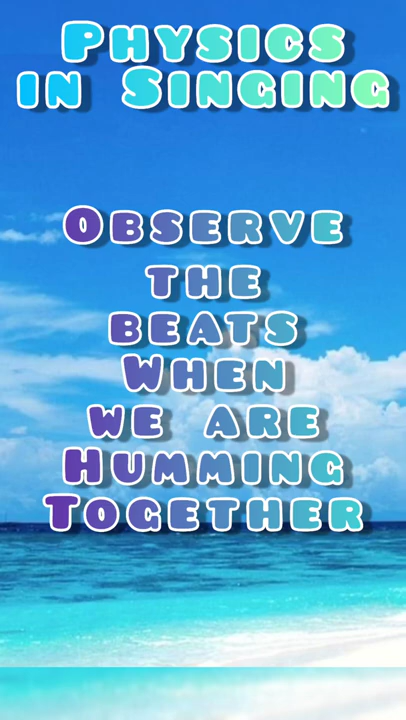 Physics
in Singing
Observe
the
beats
When
we are
Humming
Together